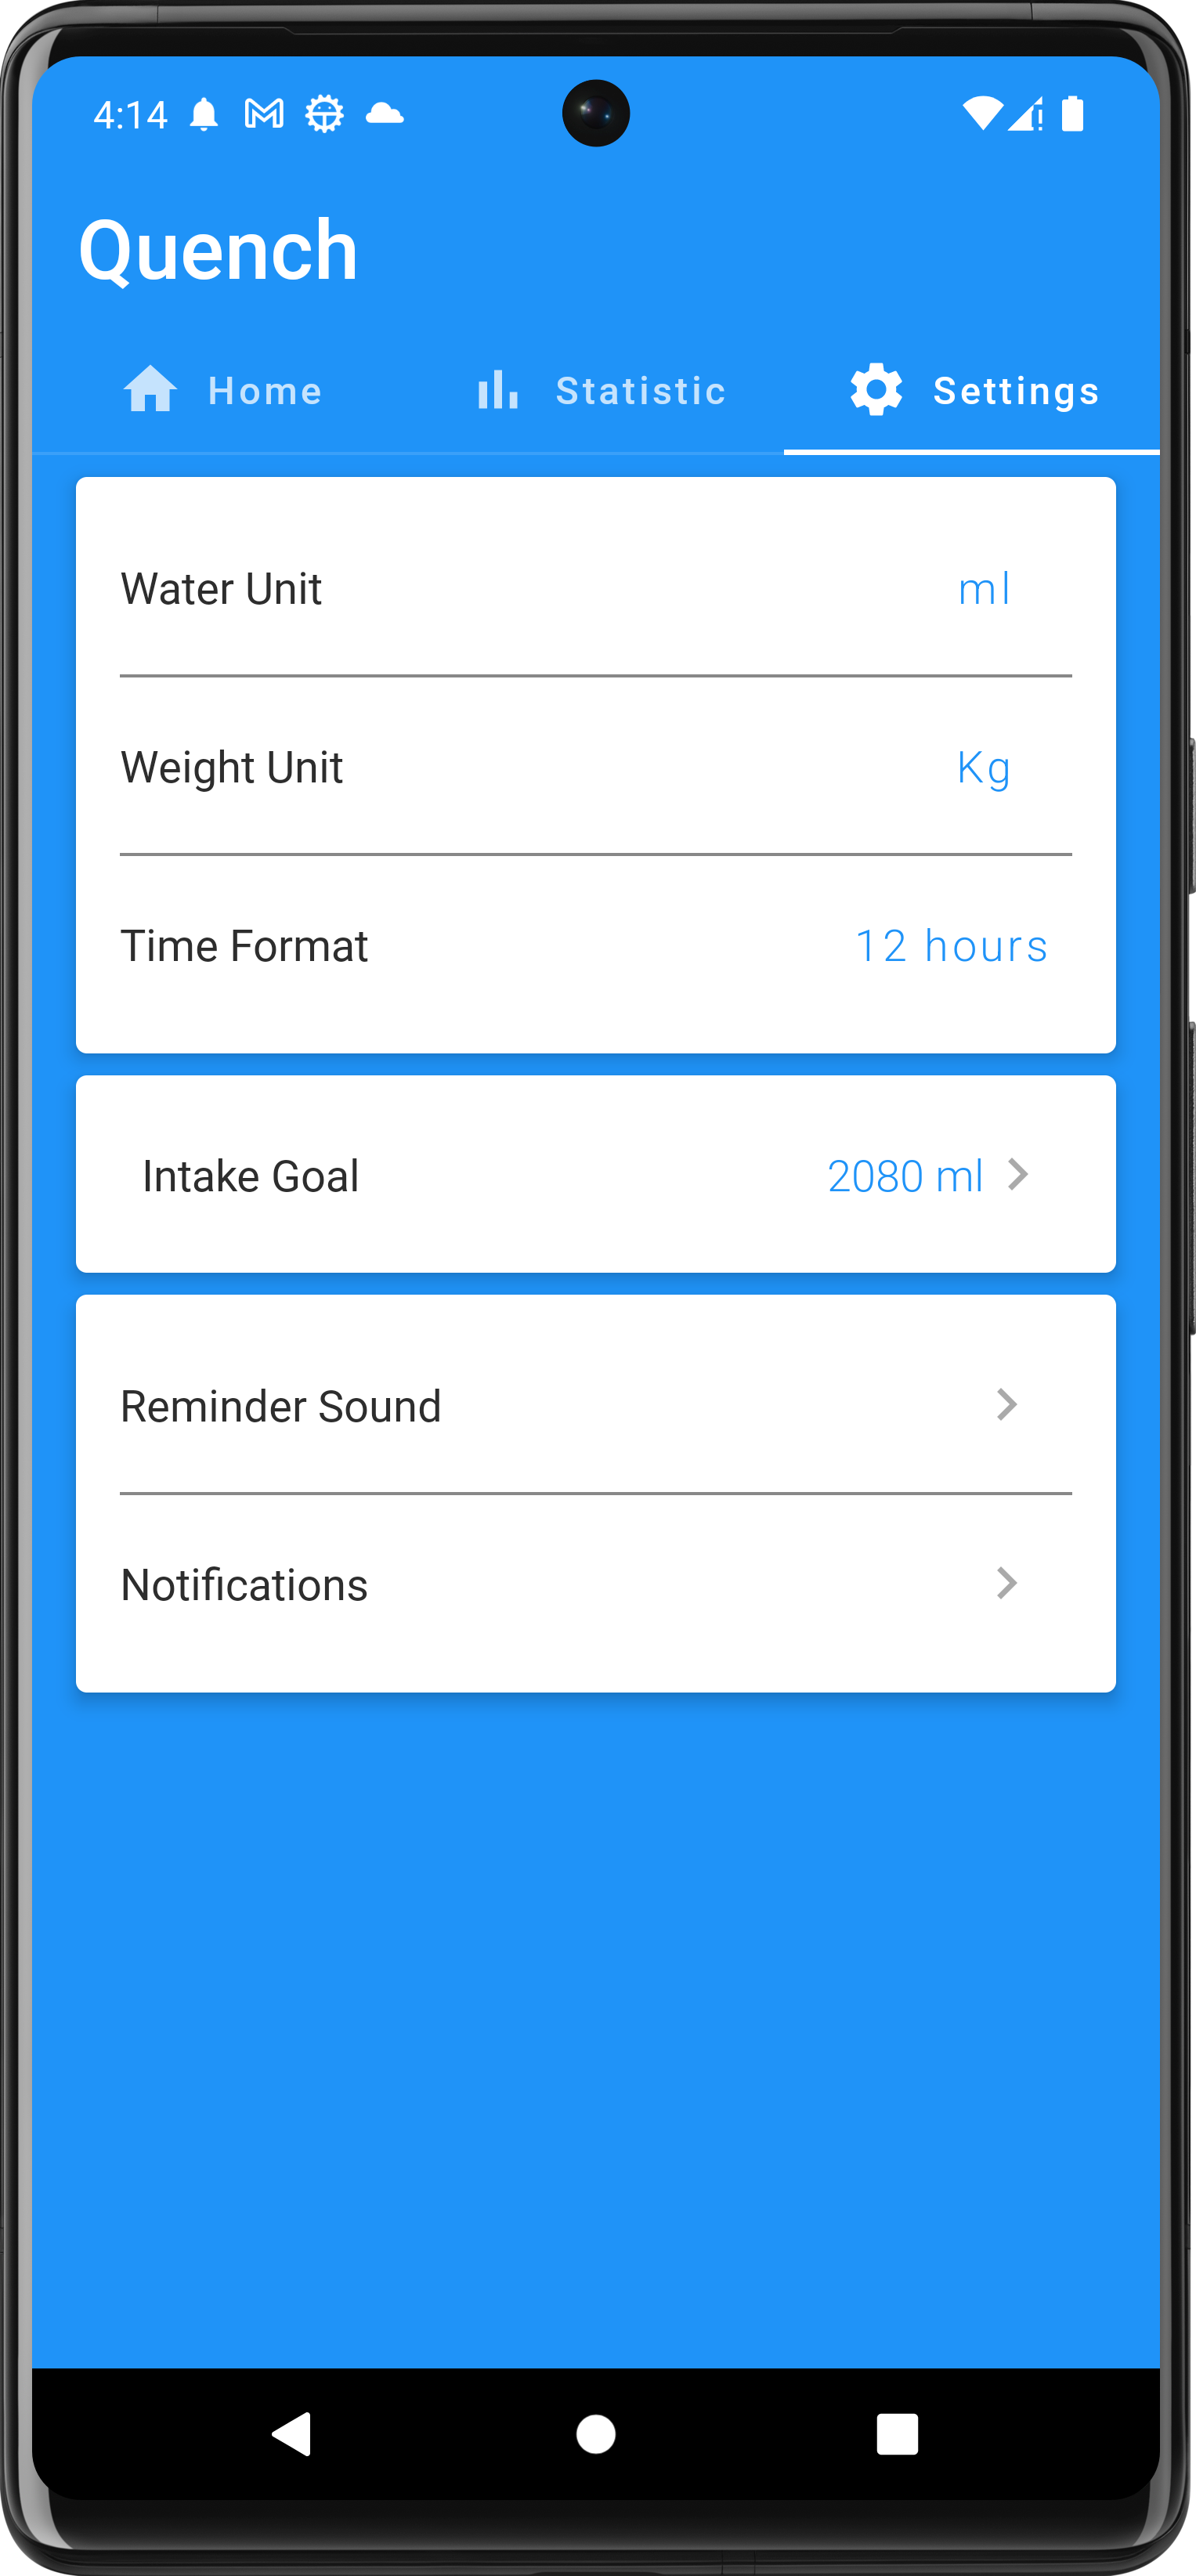 4:14
Quench
Home Statistic Settings
Water Unit ml
Weight Unit Kg
Time Format 12 hours
Intake Goal 2080 ml
Reminder Sound
Notifications